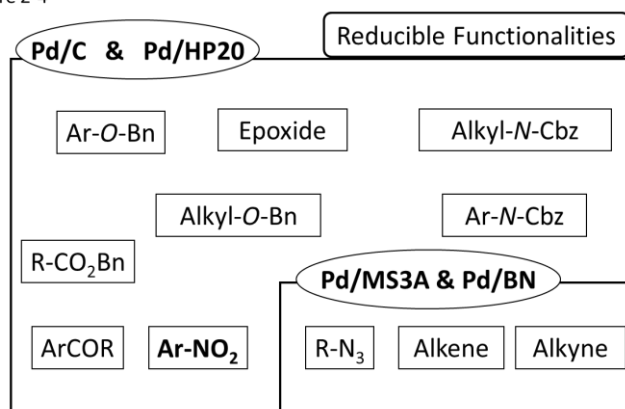 Reducible Functionalities
Pd/C & Pd/HP20
Ar-O-Bn Epoxide Alkyl-N-Cbz
Alkyl-O-Bn Ar-N-Cbz
R-CO₂Bn
Pd/MS3A & Pd/BN
ArCOR Ar-NO₂ R-N₃ Alkene Alkyne